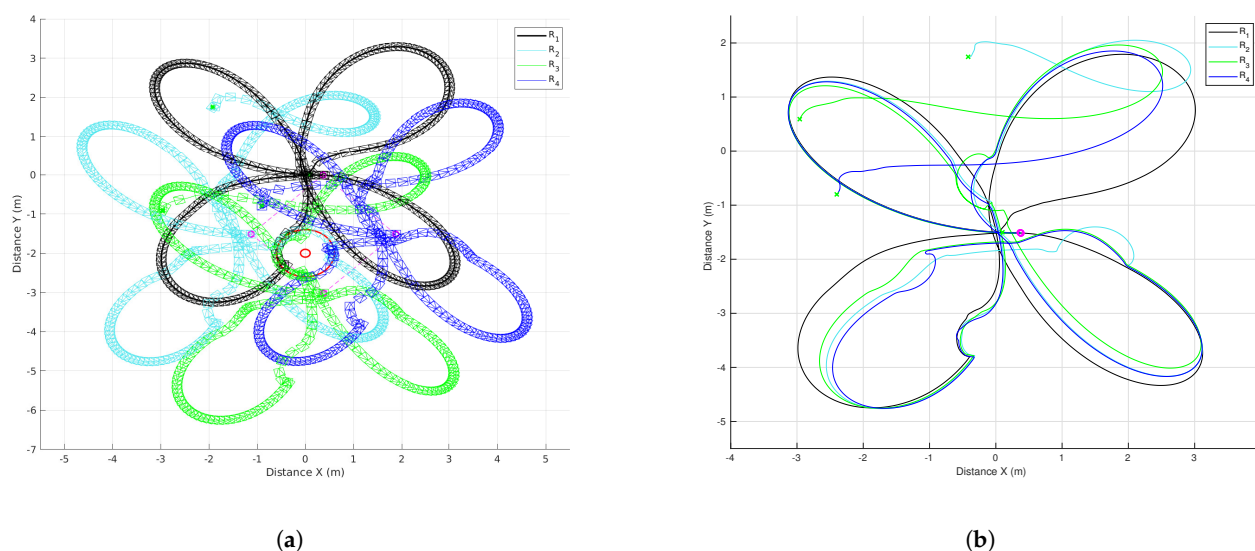 4
3
2
1
0
-1
-2
-3
-4
-5
-6
-7
Distance Y (m)
-5 -4 -3 -2 -1 0 1 2 3 4 5
Distance X (m)
R1
R2
R3
R4
(a)
2
1
0
-1
-2
-3
-4
-5
Distance Y (m)
-4 -3 -2 -1 0 1 2 3
Distance X (m)
R1
R2
R3
R4
(b)